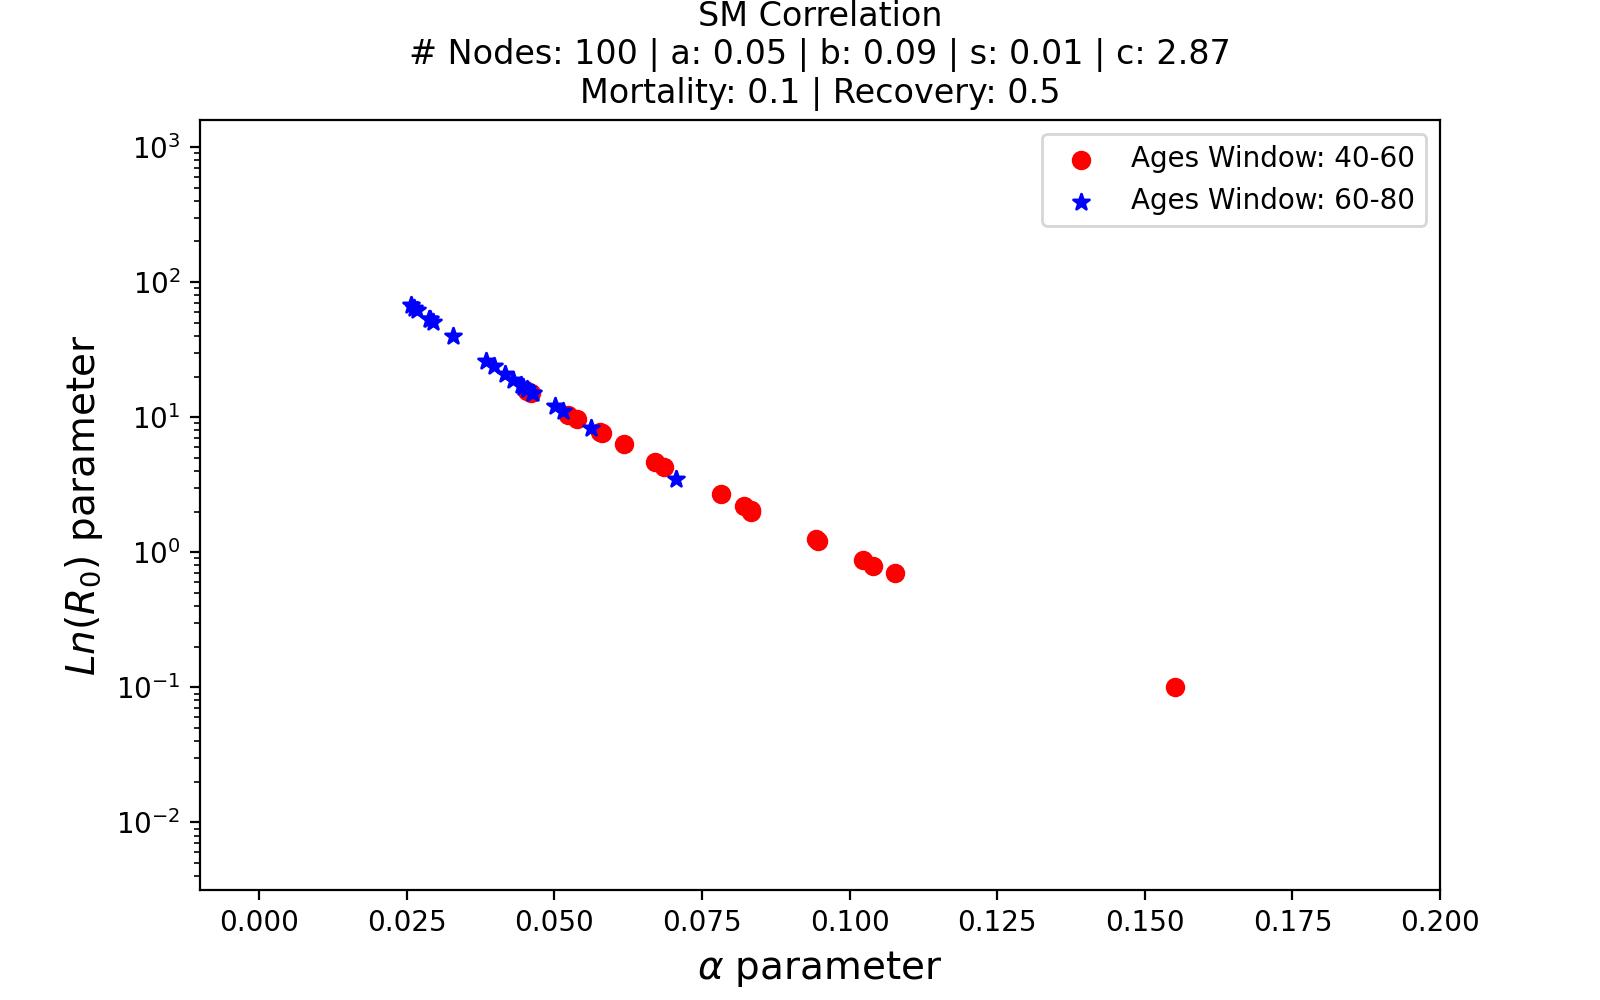 SM Correlation
# Nodes: 100 | a: 0.05 | b: 0.09 | s: 0.01 | c: 2.87
Mortality: 0.1 | Recovery: 0.5
Ages Window: 40-60
Ages Window: 60-80
Ln(R₀) parameter
10³
10²
10¹
10⁰
10⁻¹
10⁻²
0.000 0.025 0.050 0.075 0.100 0.125 0.150 0.175 0.200
α parameter